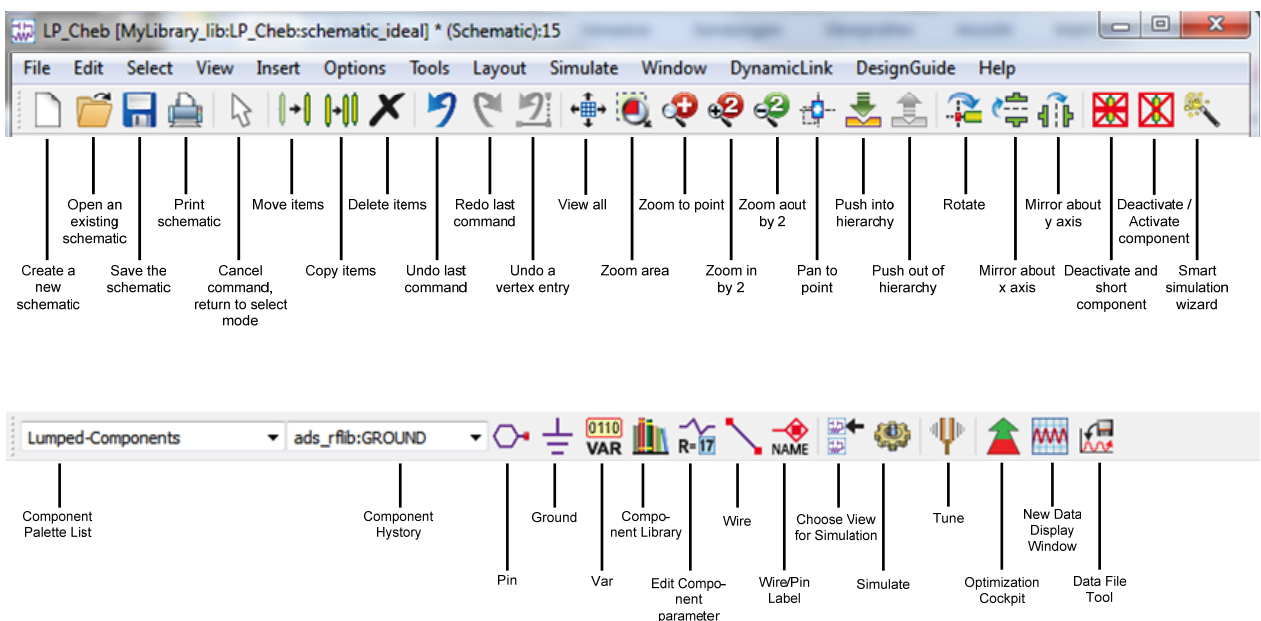 LP_Cheb [MyLibrary_lib:LP_Cheb:schematic_ideal] * (Schematic):15
File Edit Select View Insert Options Tools Layout Simulate Window DynamicLink DesignGuide Help
2 2
Open an
existing
schematic
Print
schematic
Move items
Delete items
Redo last
command
View all
Zoom to point
Zoom aout
by 2
Push into
hierarchy
Rotate
Mirror about
y axis
Deactivate /
Activate
component
Create a
new
schematic
Save the
schematic
Cancel
command,
return to select
mode
Copy items
Undo last
command
Undo a
vertex entry
Zoom area
Zoom in
by 2
Pan to
point
Push out of
hierarchy
Mirror about
x axis
Deactivate and
short
component
Smart
simulation
wizard
Lumped-Components
ads_rflib:GROUND
0110
VAR
R=17
NAME
Component
Palette List
Component
Hystory
Ground
Compo-
nent Library
Wire
Choose View
for Simulation
Tune
New Data
Display
Window
Pin
Var
Edit Compo-
nent
parameter
Wire/Pin
Label
Simulate
Optimization
Cockpit
Data File
Tool